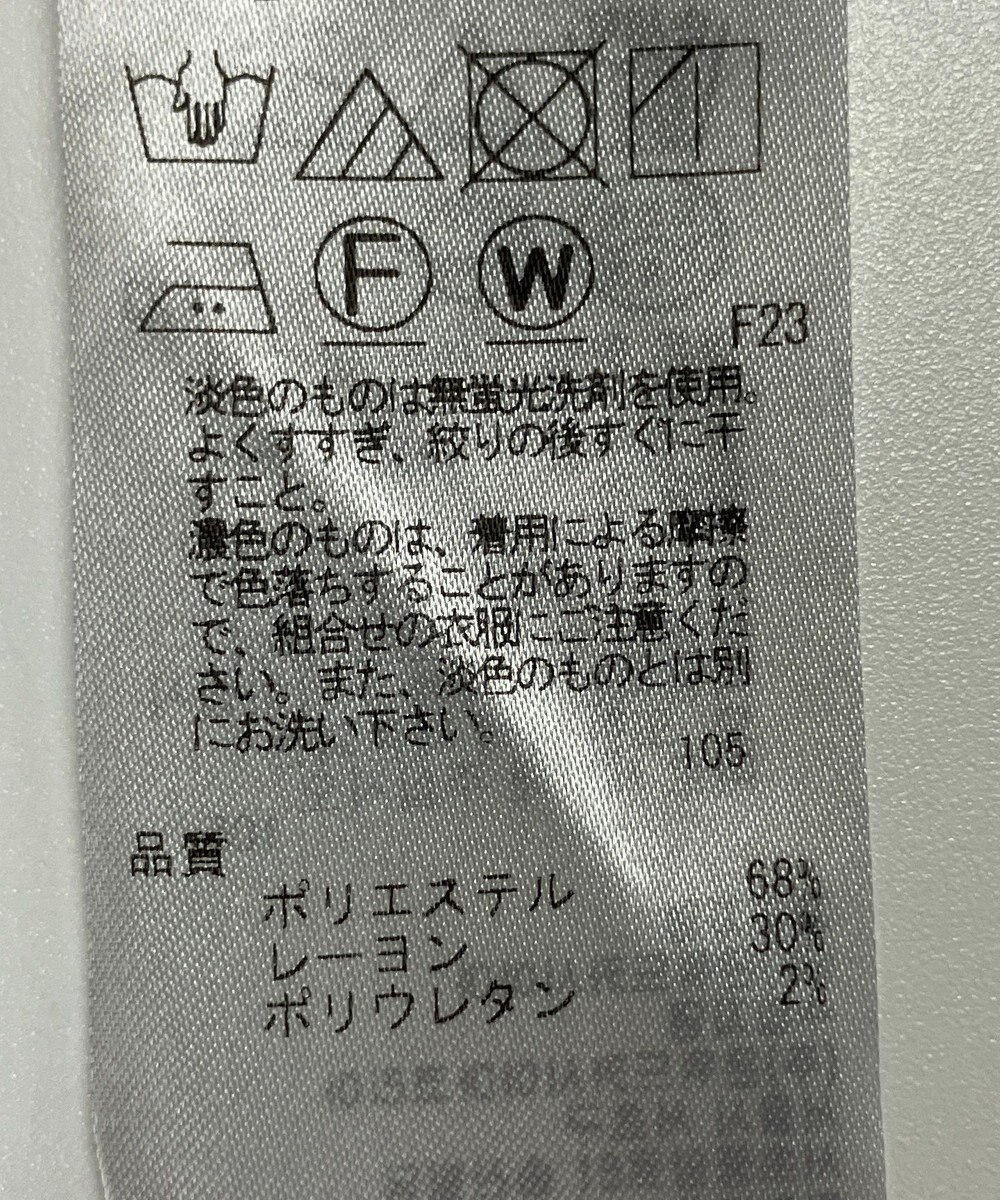 F
W
F23
淡色のものは無蛍光洗剤を使用。
よくすすぎ、絞りの後すぐに干
すこと。
濃色のものは、着用による摩擦
で色落ちすることがありますの
で、組合せの衣服にご注意くだ
さい。また、淡色のものとは別
にお洗い下さい。
105
品質
ポリエステル 68%
レーヨン 30%
ポリウレタン 2%